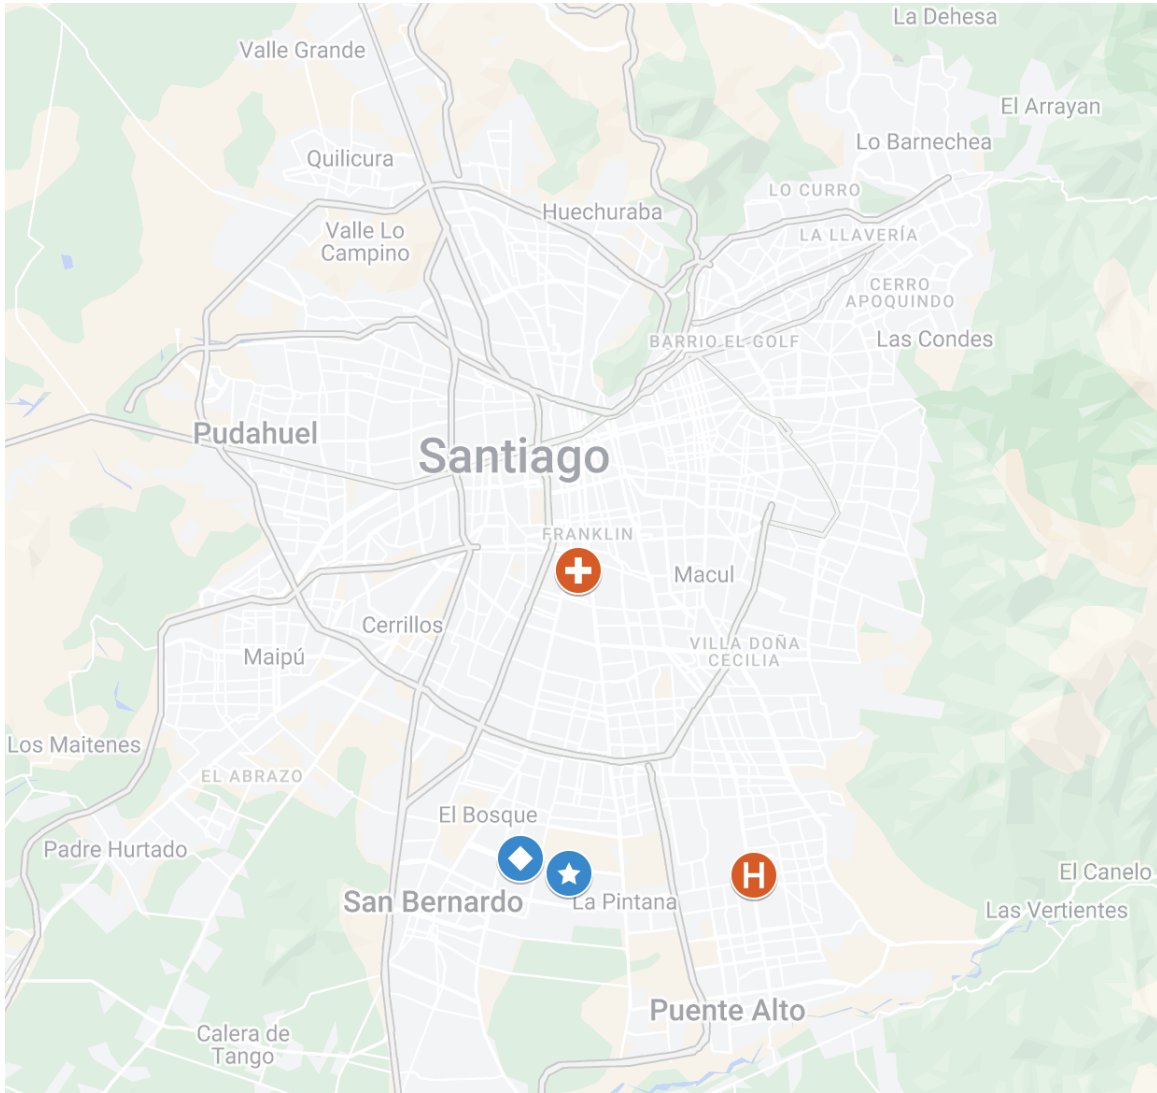 La Dehesa
Valle Grande
El Arrayan
Lo Barnechea
Quilicura
LO CURRO
Huechuraba
Valle Lo
Campino
LA LLAVERÍA
CERRO
APOQUINDO
BARRIO EL GOLF
Las Condes
Pudahuel
Santiago
FRANKLIN
Macul
Cerrillos
VILLA DOÑA
CECILIA
Maipú
Los Maitenes
EL ABRAZO
El Bosque
Padre Hurtado
H
El Canelo
San Bernardo
La Pintana
Las Vertientes
Puente Alto
Calera de
Tango